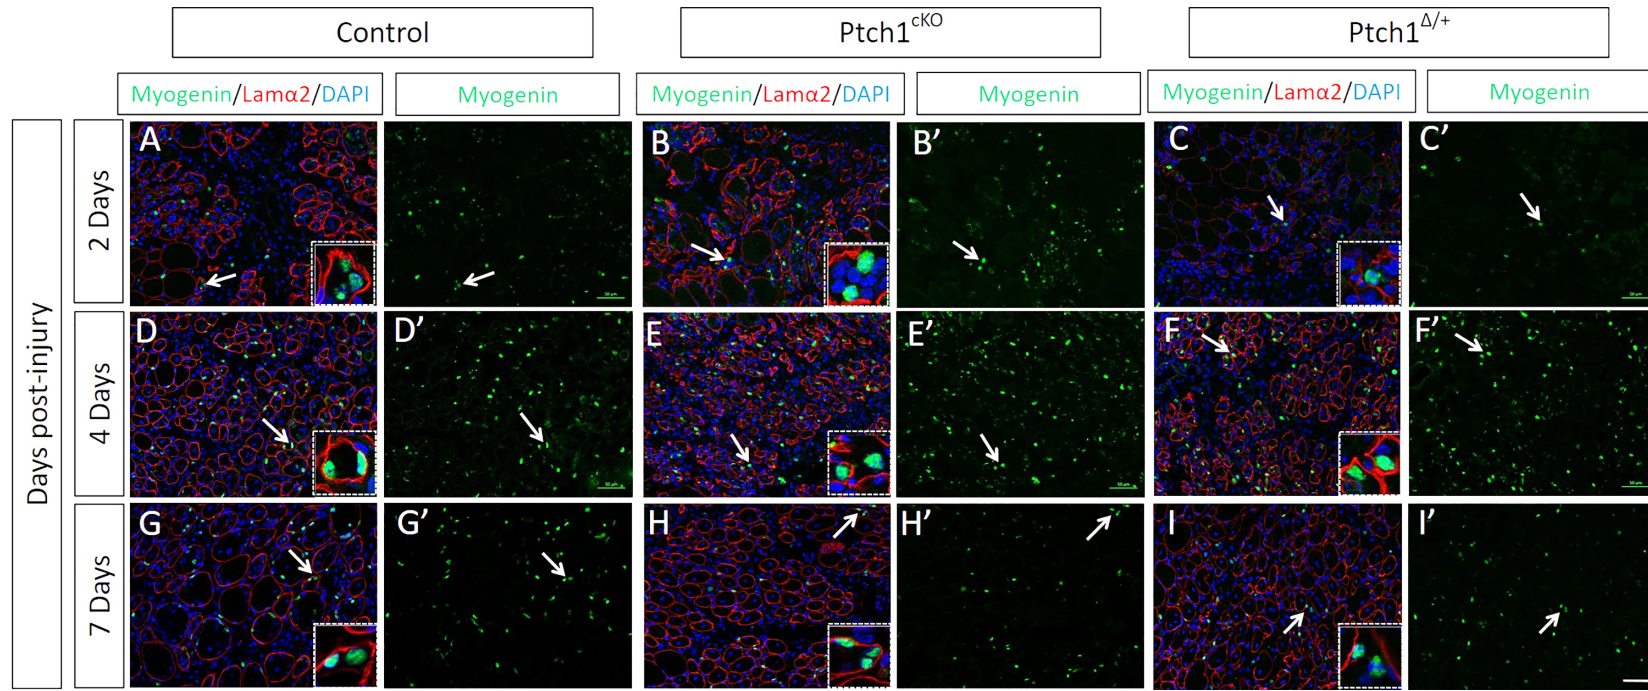 Control
Ptch1cKO
Ptch1Δ/+
Myogenin/Lamα2/DAPI
Myogenin
Myogenin/Lamα2/DAPI
Myogenin
Myogenin/Lamα2/DAPI
Myogenin
Days post-injury
2 Days
A
B
B’
C
C’
4 Days
D
D’
E
E’
F
F’
7 Days
G
G’
H
H’
I
I’